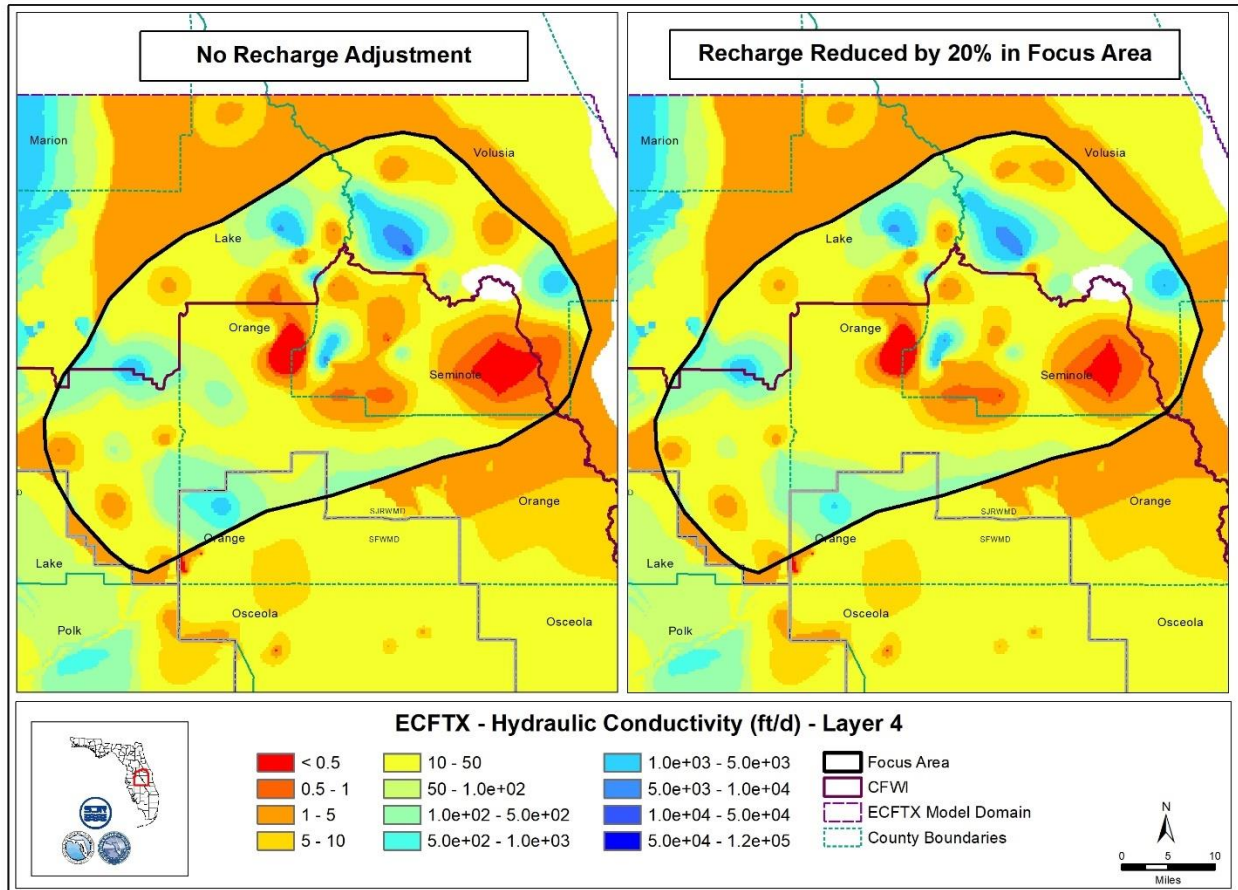 No Recharge Adjustment
Marion
Volusia
Lake
Orange
Seminole
Orange
SJRWMD
SFWMD
Orange
Lake
Osceola
Osceola
Polk
Recharge Reduced by 20% in Focus Area
Marion
Volusia
Lake
Orange
Seminole
Orange
SJRWMD
SFWMD
Orange
Lake
Osceola
Osceola
Polk
ECFTX - Hydraulic Conductivity (ft/d) - Layer 4
< 0.5
0.5 - 1
1 - 5
5 - 10
10 - 50
50 - 1.0e+02
1.0e+02 - 5.0e+02
5.0e+02 - 1.0e+03
1.0e+03 - 5.0e+03
5.0e+03 - 1.0e+04
1.0e+04 - 5.0e+04
5.0e+04 - 1.2e+05
Focus Area
CFWI
ECFTX Model Domain
County Boundaries
N
0 5 10
Miles